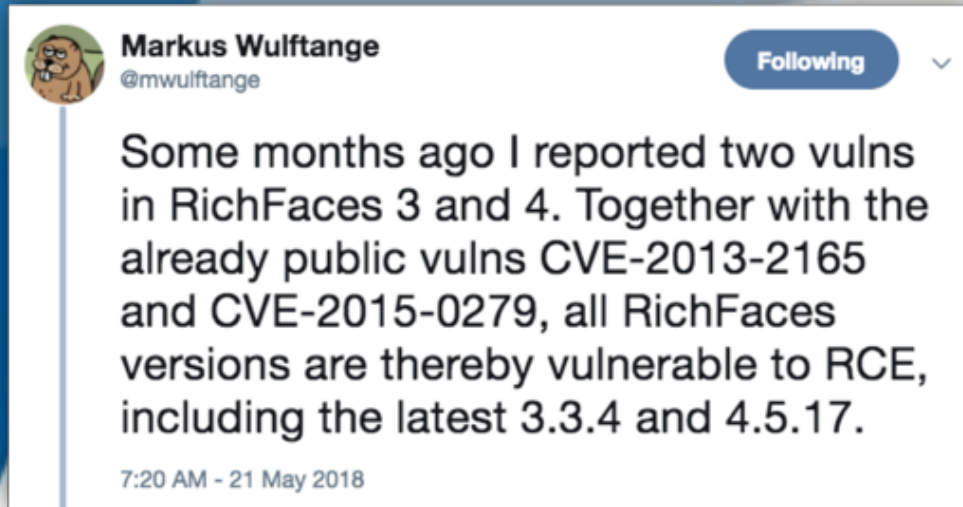 Markus Wulftange
@mwulftange
Following
Some months ago I reported two vulns
in RichFaces 3 and 4. Together with the
already public vulns CVE-2013-2165
and CVE-2015-0279, all RichFaces
versions are thereby vulnerable to RCE,
including the latest 3.3.4 and 4.5.17.
7:20 AM - 21 May 2018